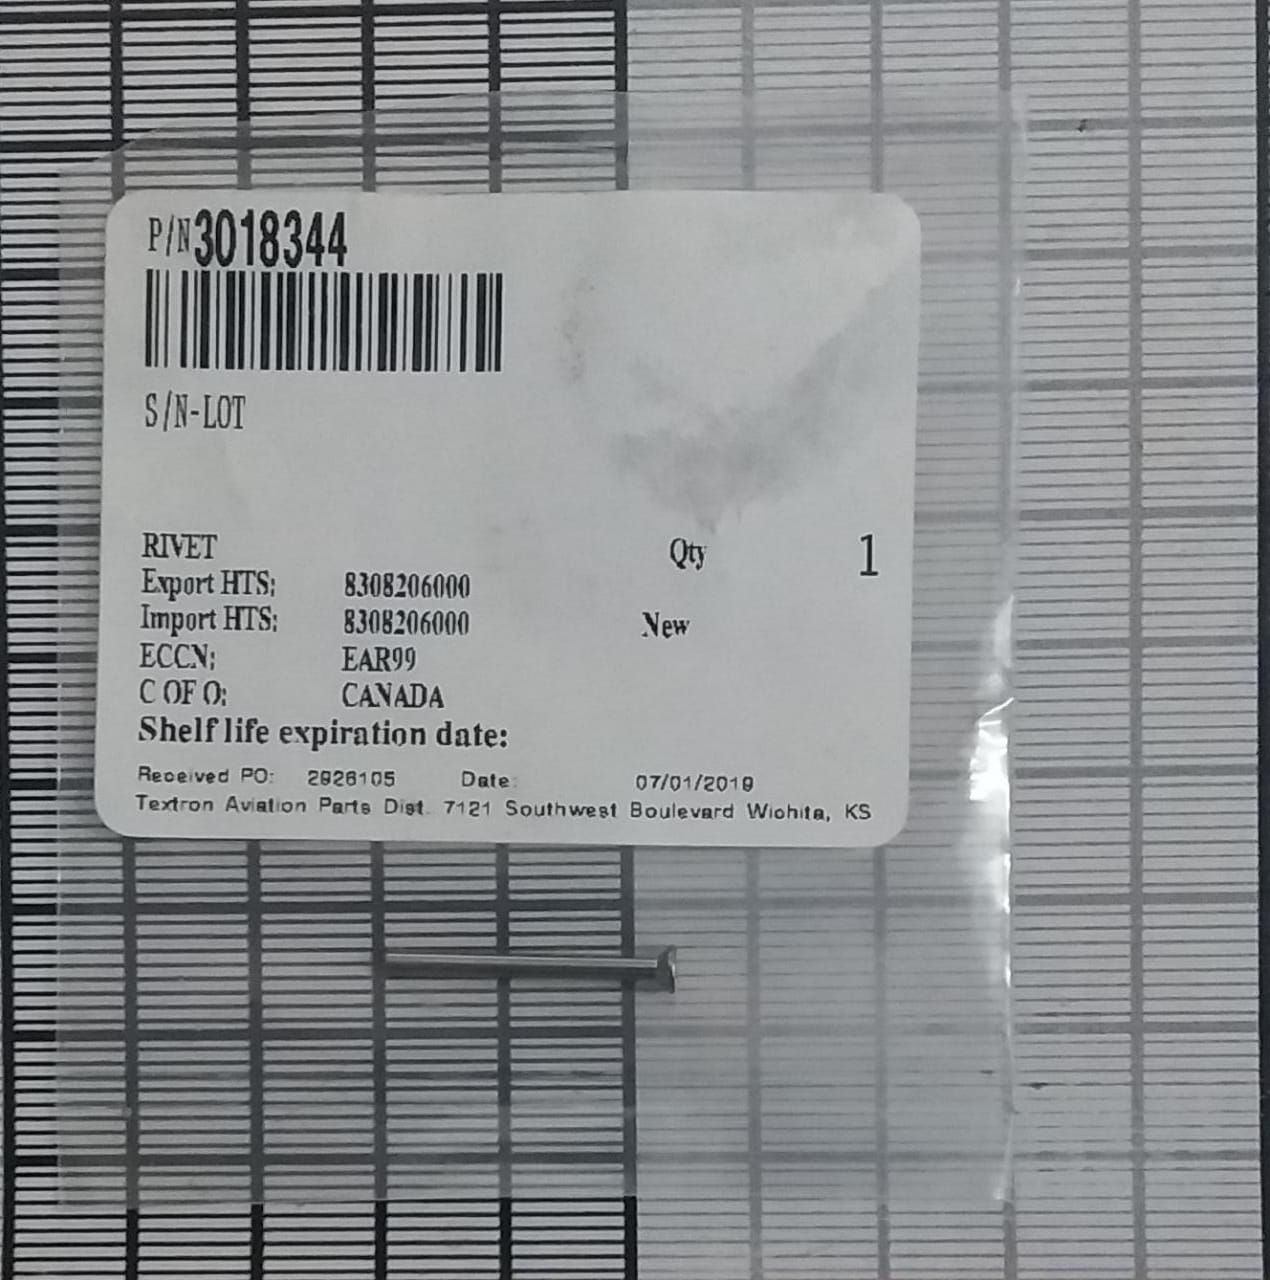 P/N3018344
S/N-LOT
RIVET Qty 1
Export HTS: 8308206000
Import HTS: 8308206000 New
ECCN: EAR99
C OF O: CANADA
Shelf life expiration date:
Received PO: 2926105 Date: 07/01/2019
Textron Aviation Parts Dist. 7121 Southwest Boulevard Wichita, KS